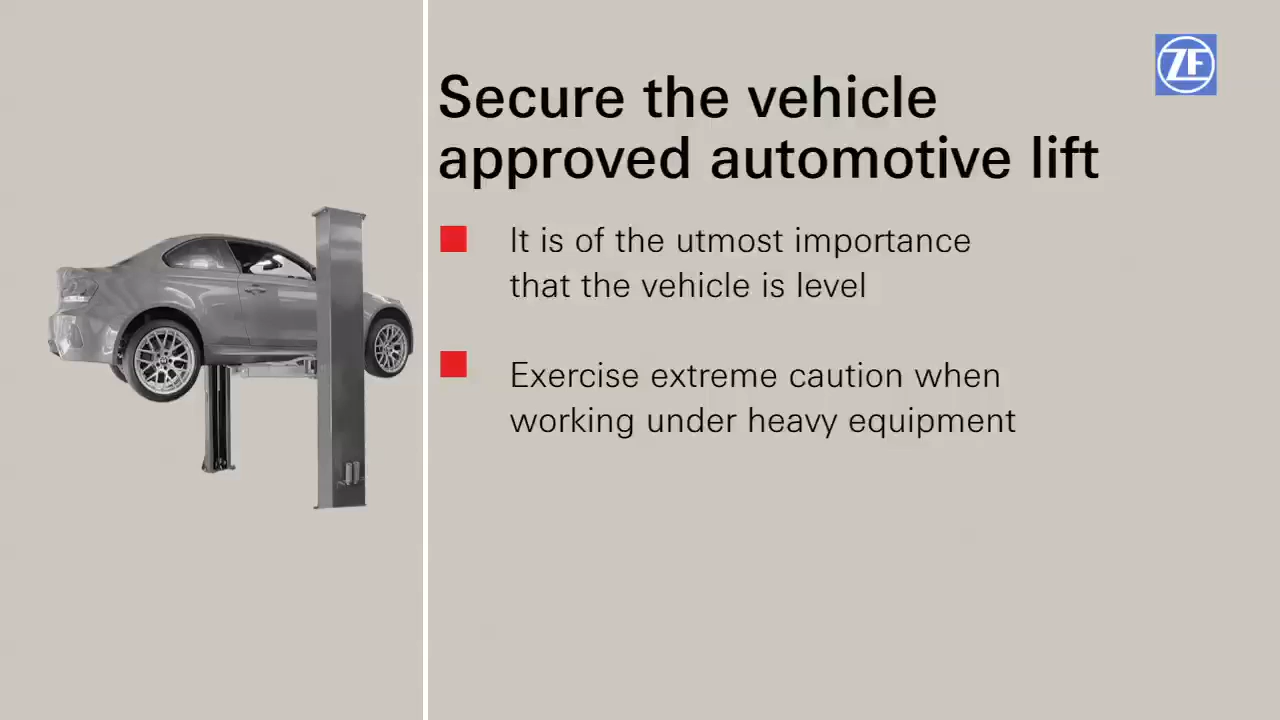 ZF
Secure the vehicle
approved automotive lift
It is of the utmost importance
that the vehicle is level
Exercise extreme caution when
working under heavy equipment